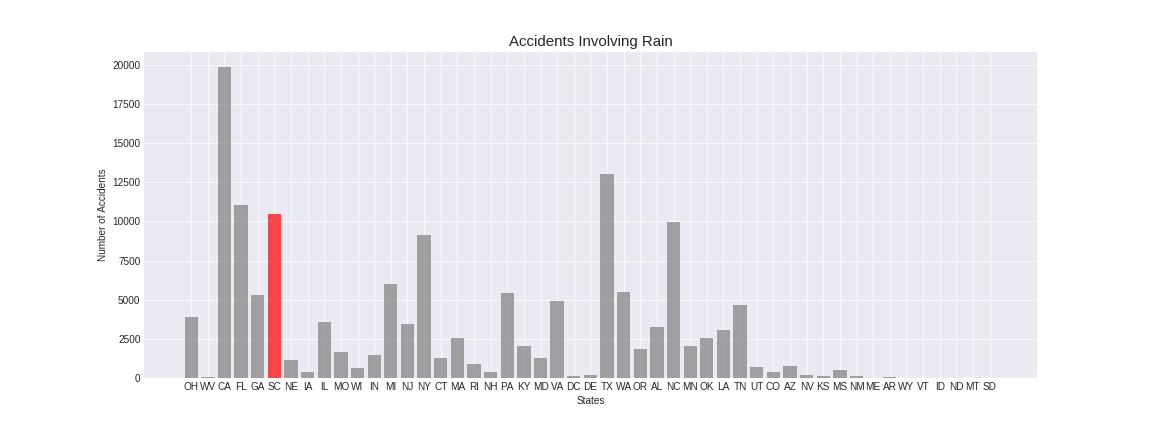 Accidents Involving Rain
Number of Accidents
20000
17500
15000
12500
10000
7500
5000
2500
0
OH WV CA FL GA SC NE IA IL MO WI IN MI NJ NY CT MA RI NH PA KY MD VA DC DE TX WA OR AL NC MN OK LA TN UT CO AZ NV KS MS NM ME AR WY VT ID ND MT SD
States